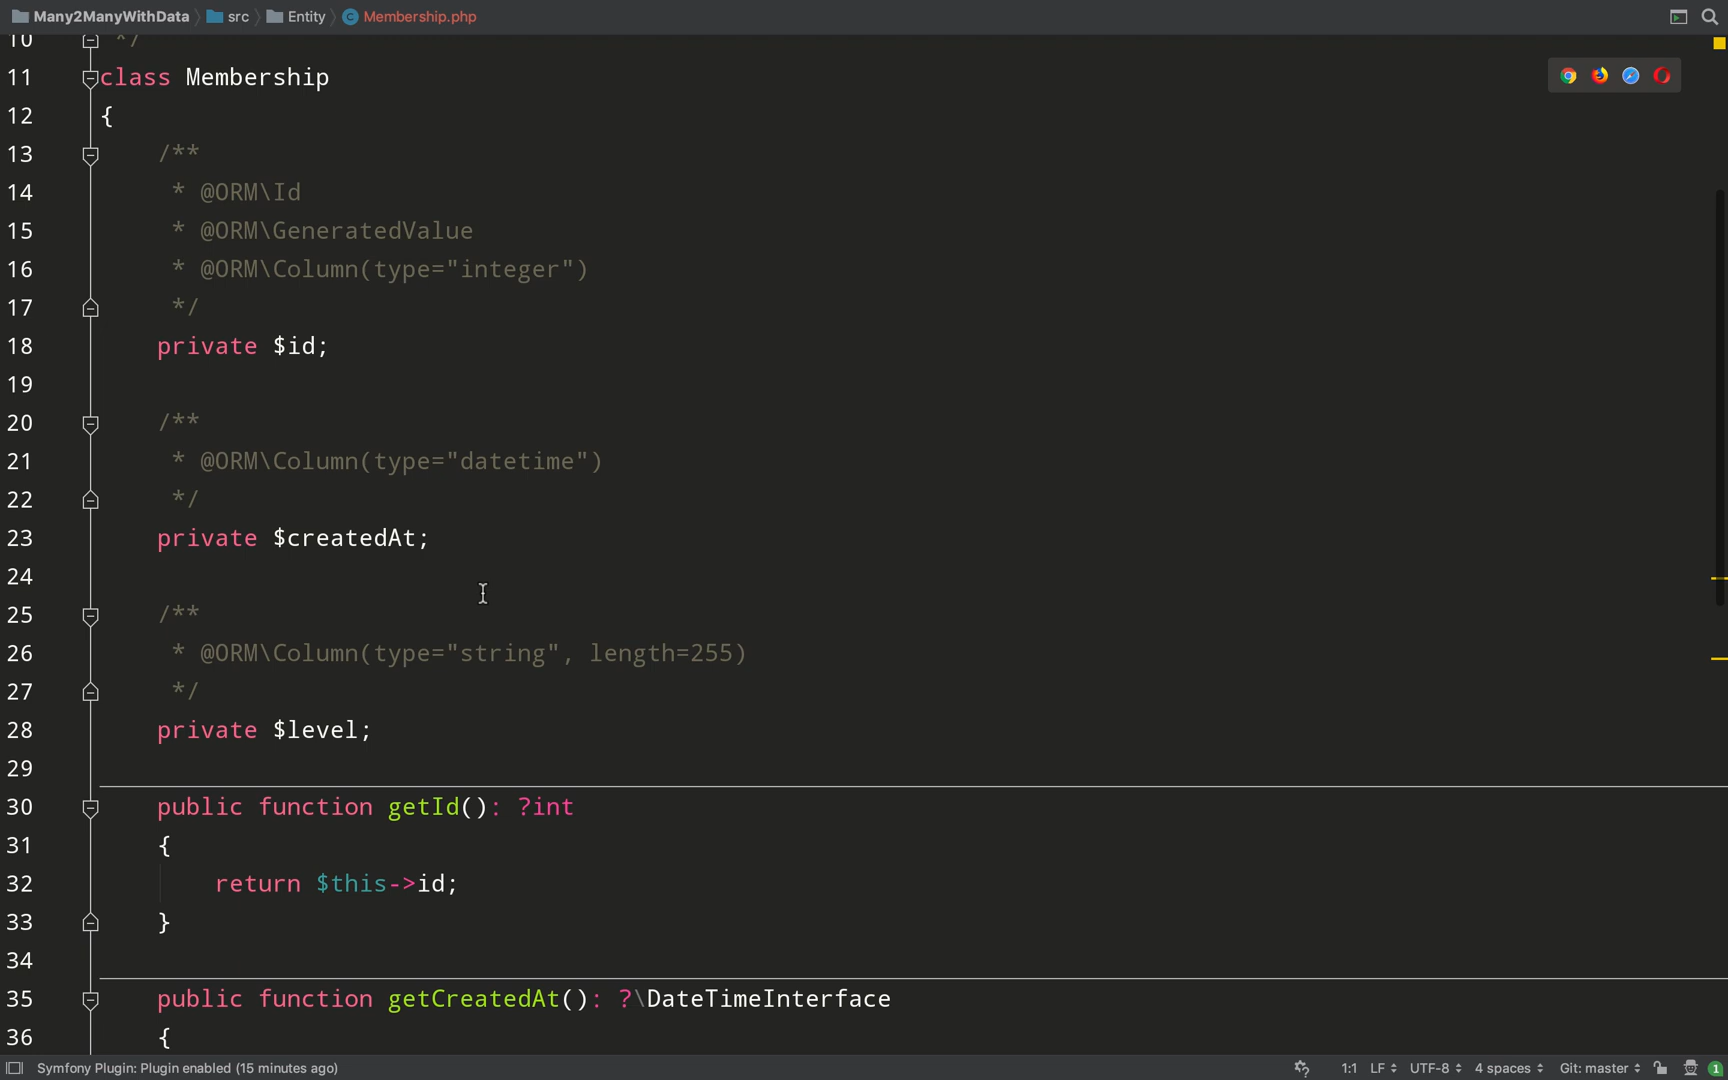 Many2ManyWithData src Entity Membership.php
10 */
11 class Membership
12 {
13 /**
14 * @ORM\Id
15 * @ORM\GeneratedValue
16 * @ORM\Column(type="integer")
17 */
18 private $id;
19
20 /**
21 * @ORM\Column(type="datetime")
22 */
23 private $createdAt;
24
25 /**
26 * @ORM\Column(type="string", length=255)
27 */
28 private $level;
29
30 public function getId(): ?int
31 {
32 return $this->id;
33 }
34
35 public function getCreatedAt(): ?\DateTimeInterface
36 {
Symfony Plugin: Plugin enabled (15 minutes ago) 1:1 LF UTF-8 4 spaces Git: master 1